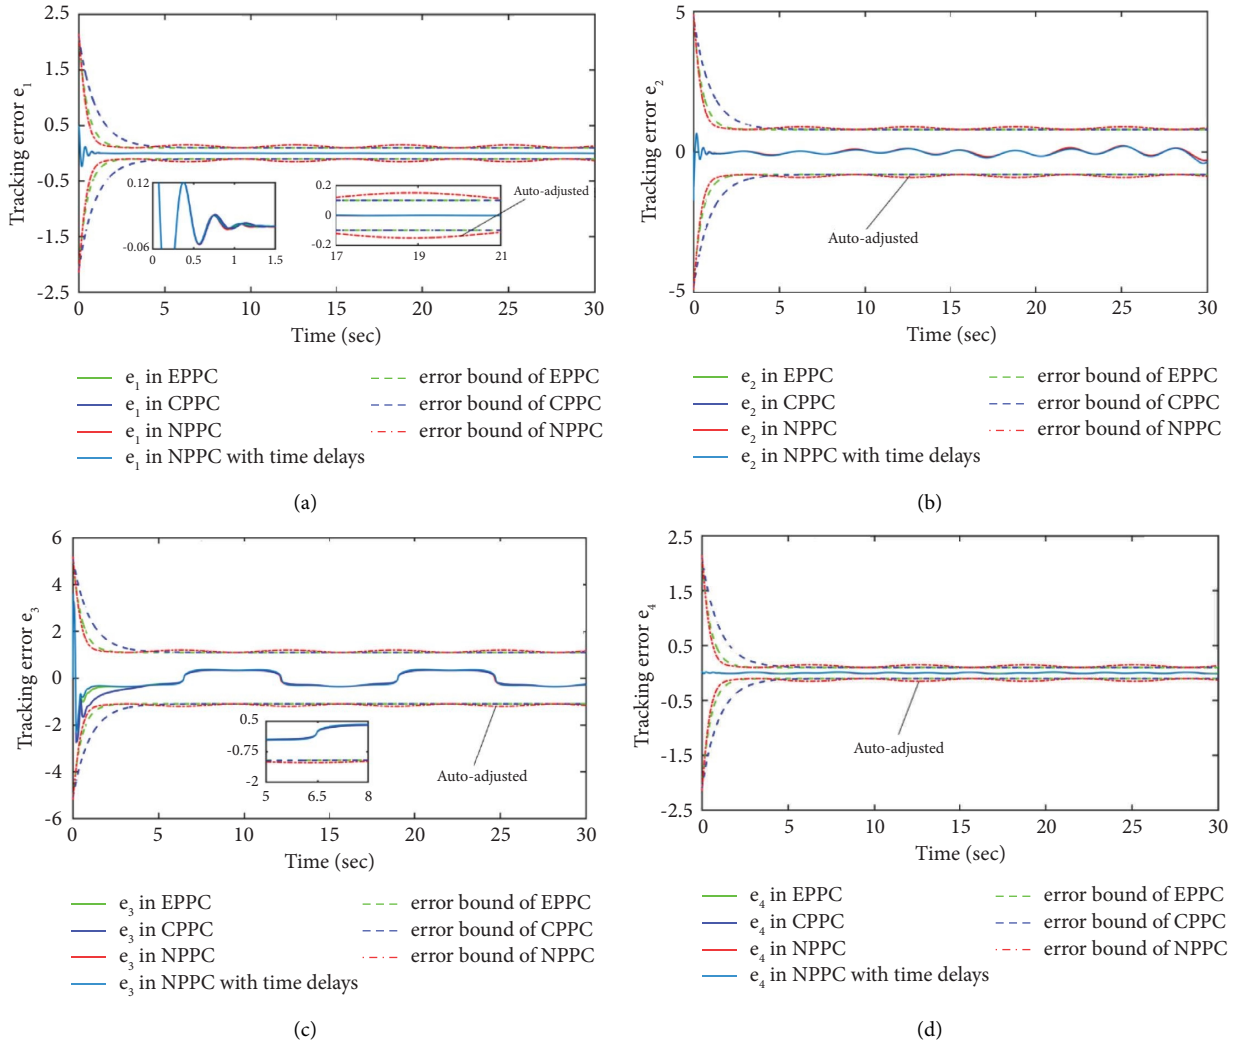 2.5
1.5
0.5
-0.5
-1.5
-2.5
Tracking error e1
0.12
-0.06
0 0.5 1 1.5
0.2
0
-0.2
17 19 21
Auto-adjusted
0 5 10 15 20 25 30
Time (sec)
e1 in EPPC
e1 in CPPC
e1 in NPPC
e1 in NPPC with time delays
error bound of EPPC
error bound of CPPC
error bound of NPPC
(a)
5
0
-5
Tracking error e2
Auto-adjusted
0 5 10 15 20 25 30
Time (sec)
e2 in EPPC
e2 in CPPC
e2 in NPPC
e2 in NPPC with time delays
error bound of EPPC
error bound of CPPC
error bound of NPPC
(b)
6
4
2
0
-2
-4
-6
Tracking error e3
0.5
-0.75
-2
5 6.5 8
Auto-adjusted
0 5 10 15 20 25 30
Time (sec)
e3 in EPPC
e3 in CPPC
e3 in NPPC
e3 in NPPC with time delays
error bound of EPPC
error bound of CPPC
error bound of NPPC
(c)
2.5
1.5
0.5
-0.5
-1.5
-2.5
Tracking error e4
Auto-adjusted
0 5 10 15 20 25 30
Time (sec)
e4 in EPPC
e4 in CPPC
e4 in NPPC
e4 in NPPC with time delays
error bound of EPPC
error bound of CPPC
error bound of NPPC
(d)